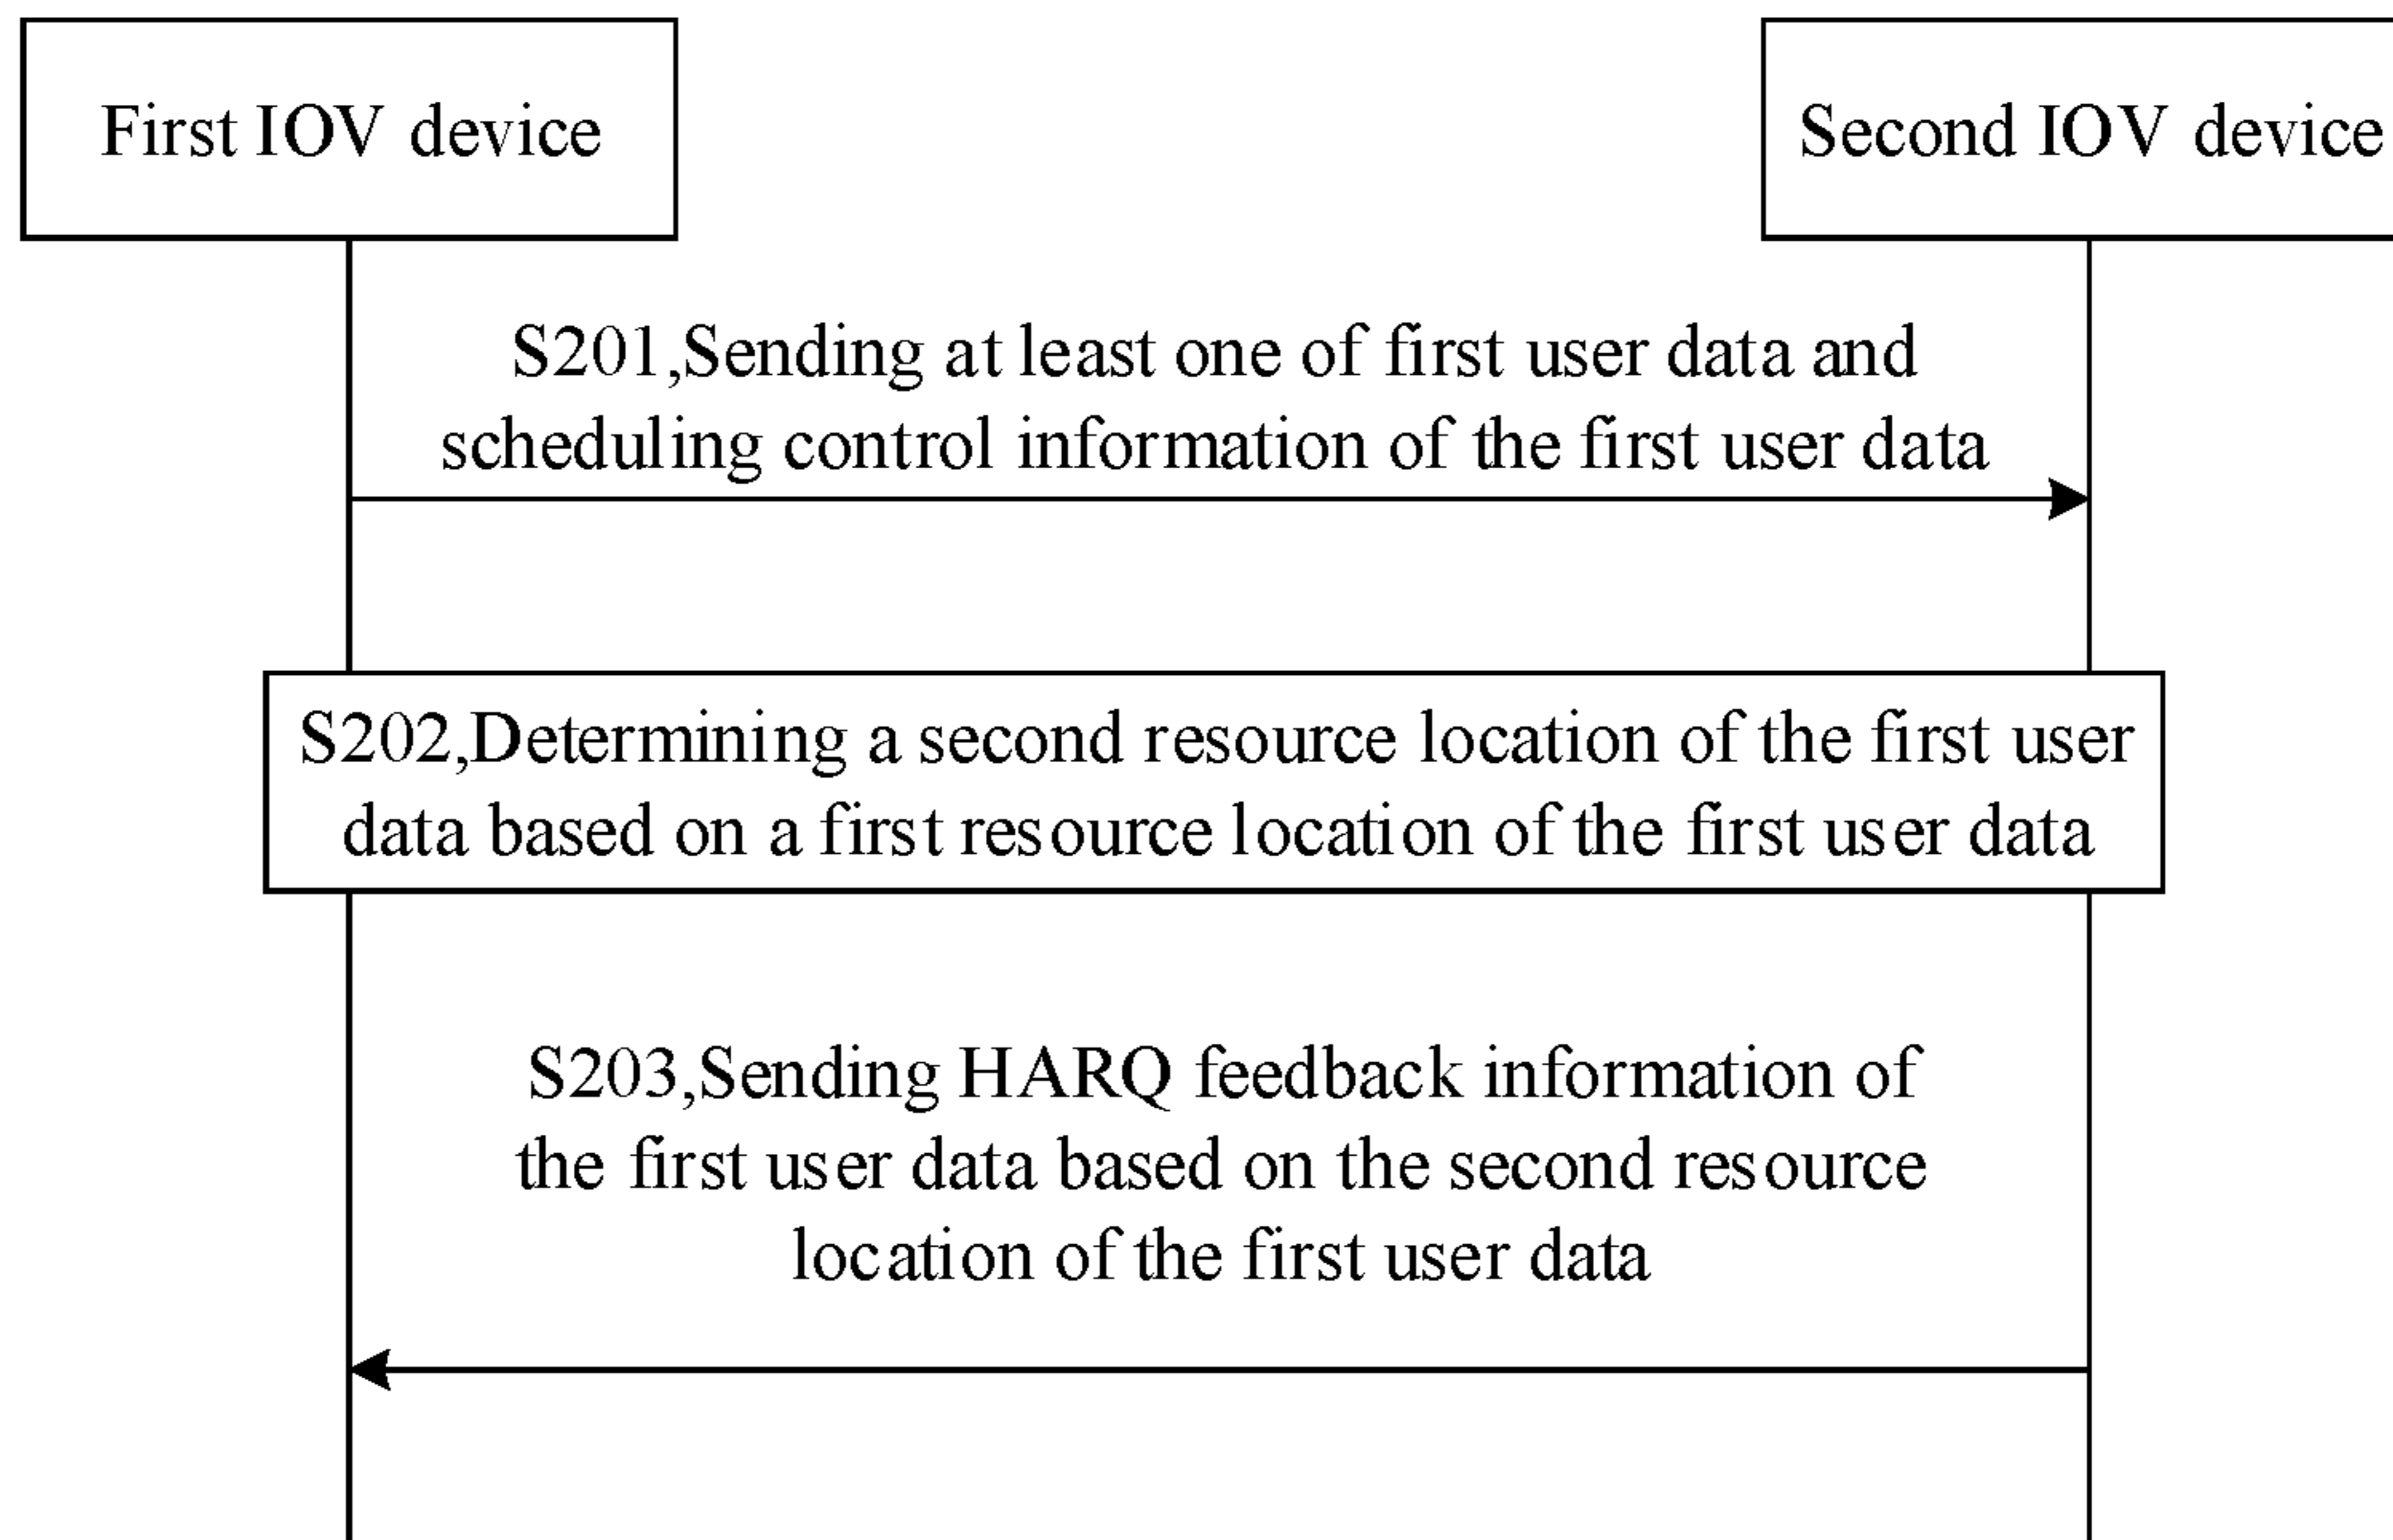 First IOV device
Second IOV device
S201,Sending at least one of first user data and
scheduling control information of the first user data
S202,Determining a second resource location of the first user
data based on a first resource location of the first user data
S203,Sending HARQ feedback information of
the first user data based on the second resource
location of the first user data